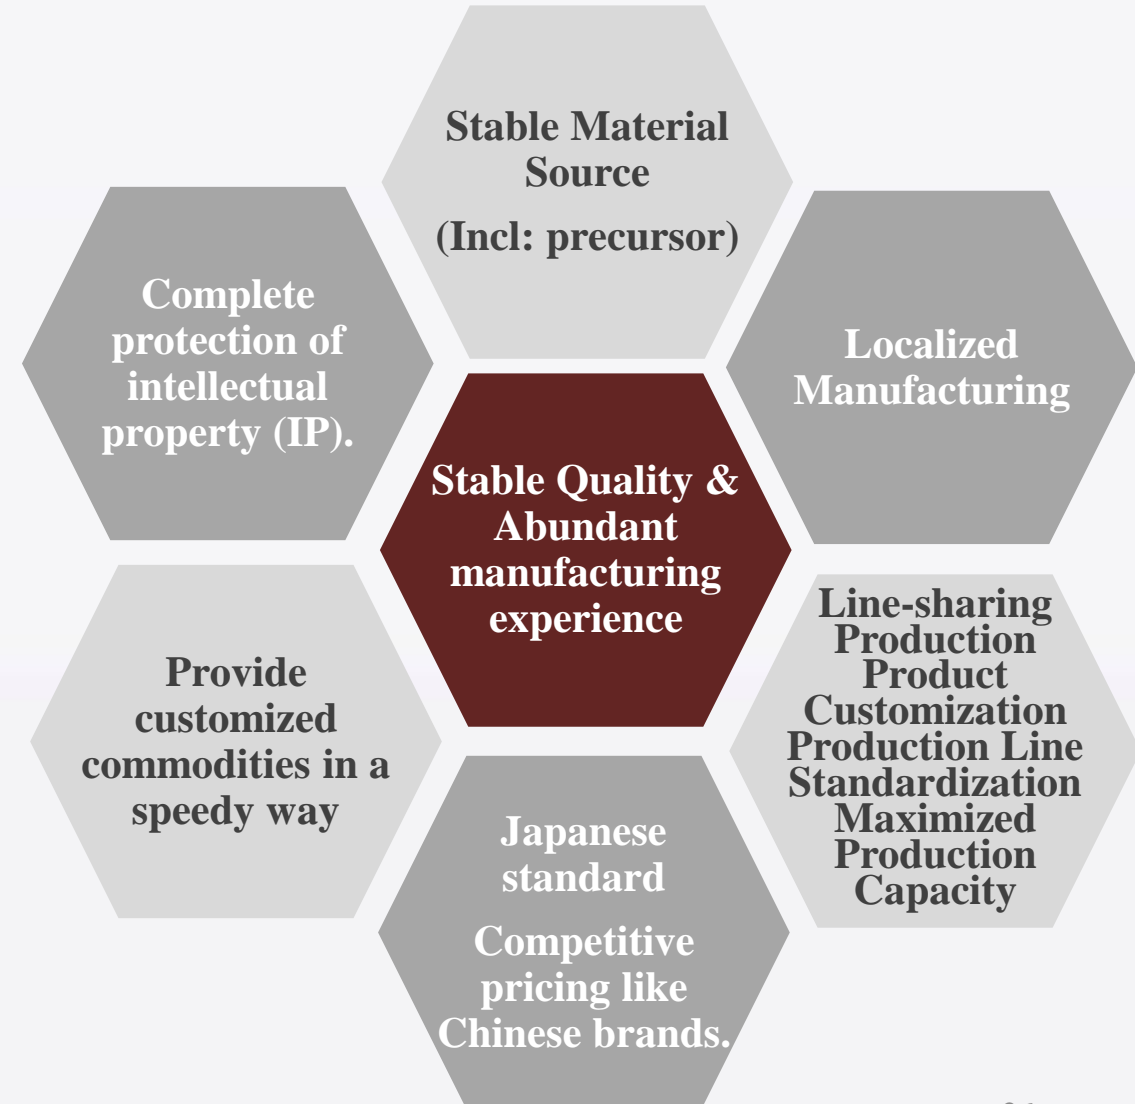 Stable Material
Source
(Incl: precursor)
Complete
protection of
intellectual
property (IP).
Localized
Manufacturing
Stable Quality &
Abundant
manufacturing
experience
Provide
customized
commodities in a
speedy way
Line-sharing
Production
Product
Customization
Production Line
Standardization
Maximized
Production
Capacity
Japanese
standard
Competitive
pricing like
Chinese brands.